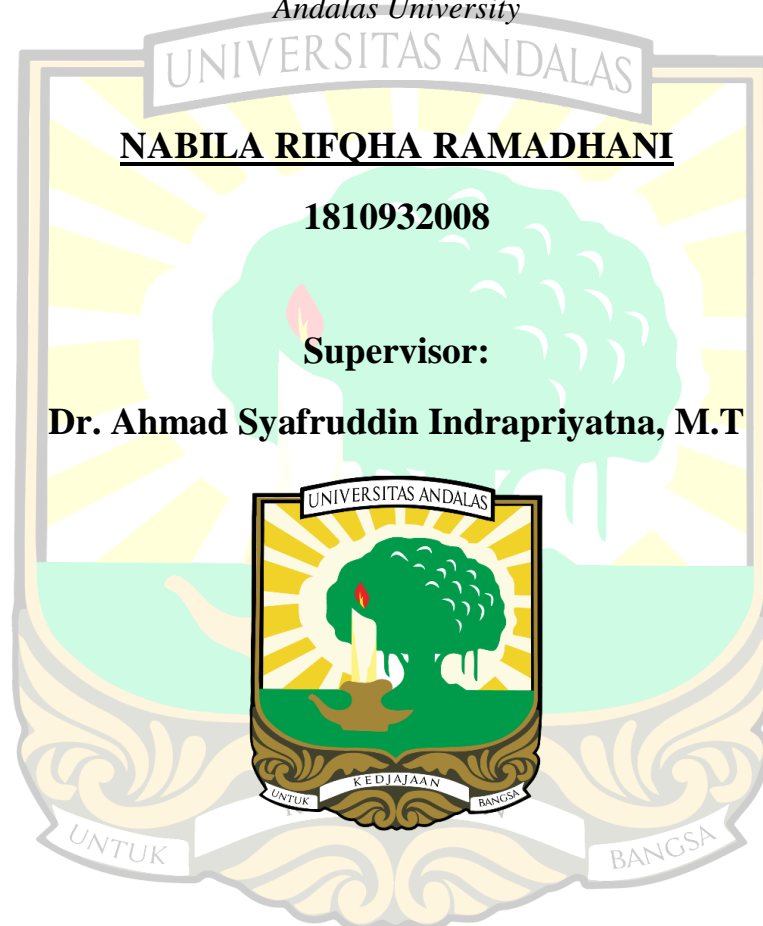 Andalas University
UNIVERSITAS ANDALAS
NABILA RIFQHA RAMADHANI
1810932008
Supervisor:
Dr. Ahmad Syafruddin Indrapriyatna, M.T
UNIVERSITAS ANDALAS
KEDJAJAAN
UNTUK
BANGSA
UNTUK
BANGSA